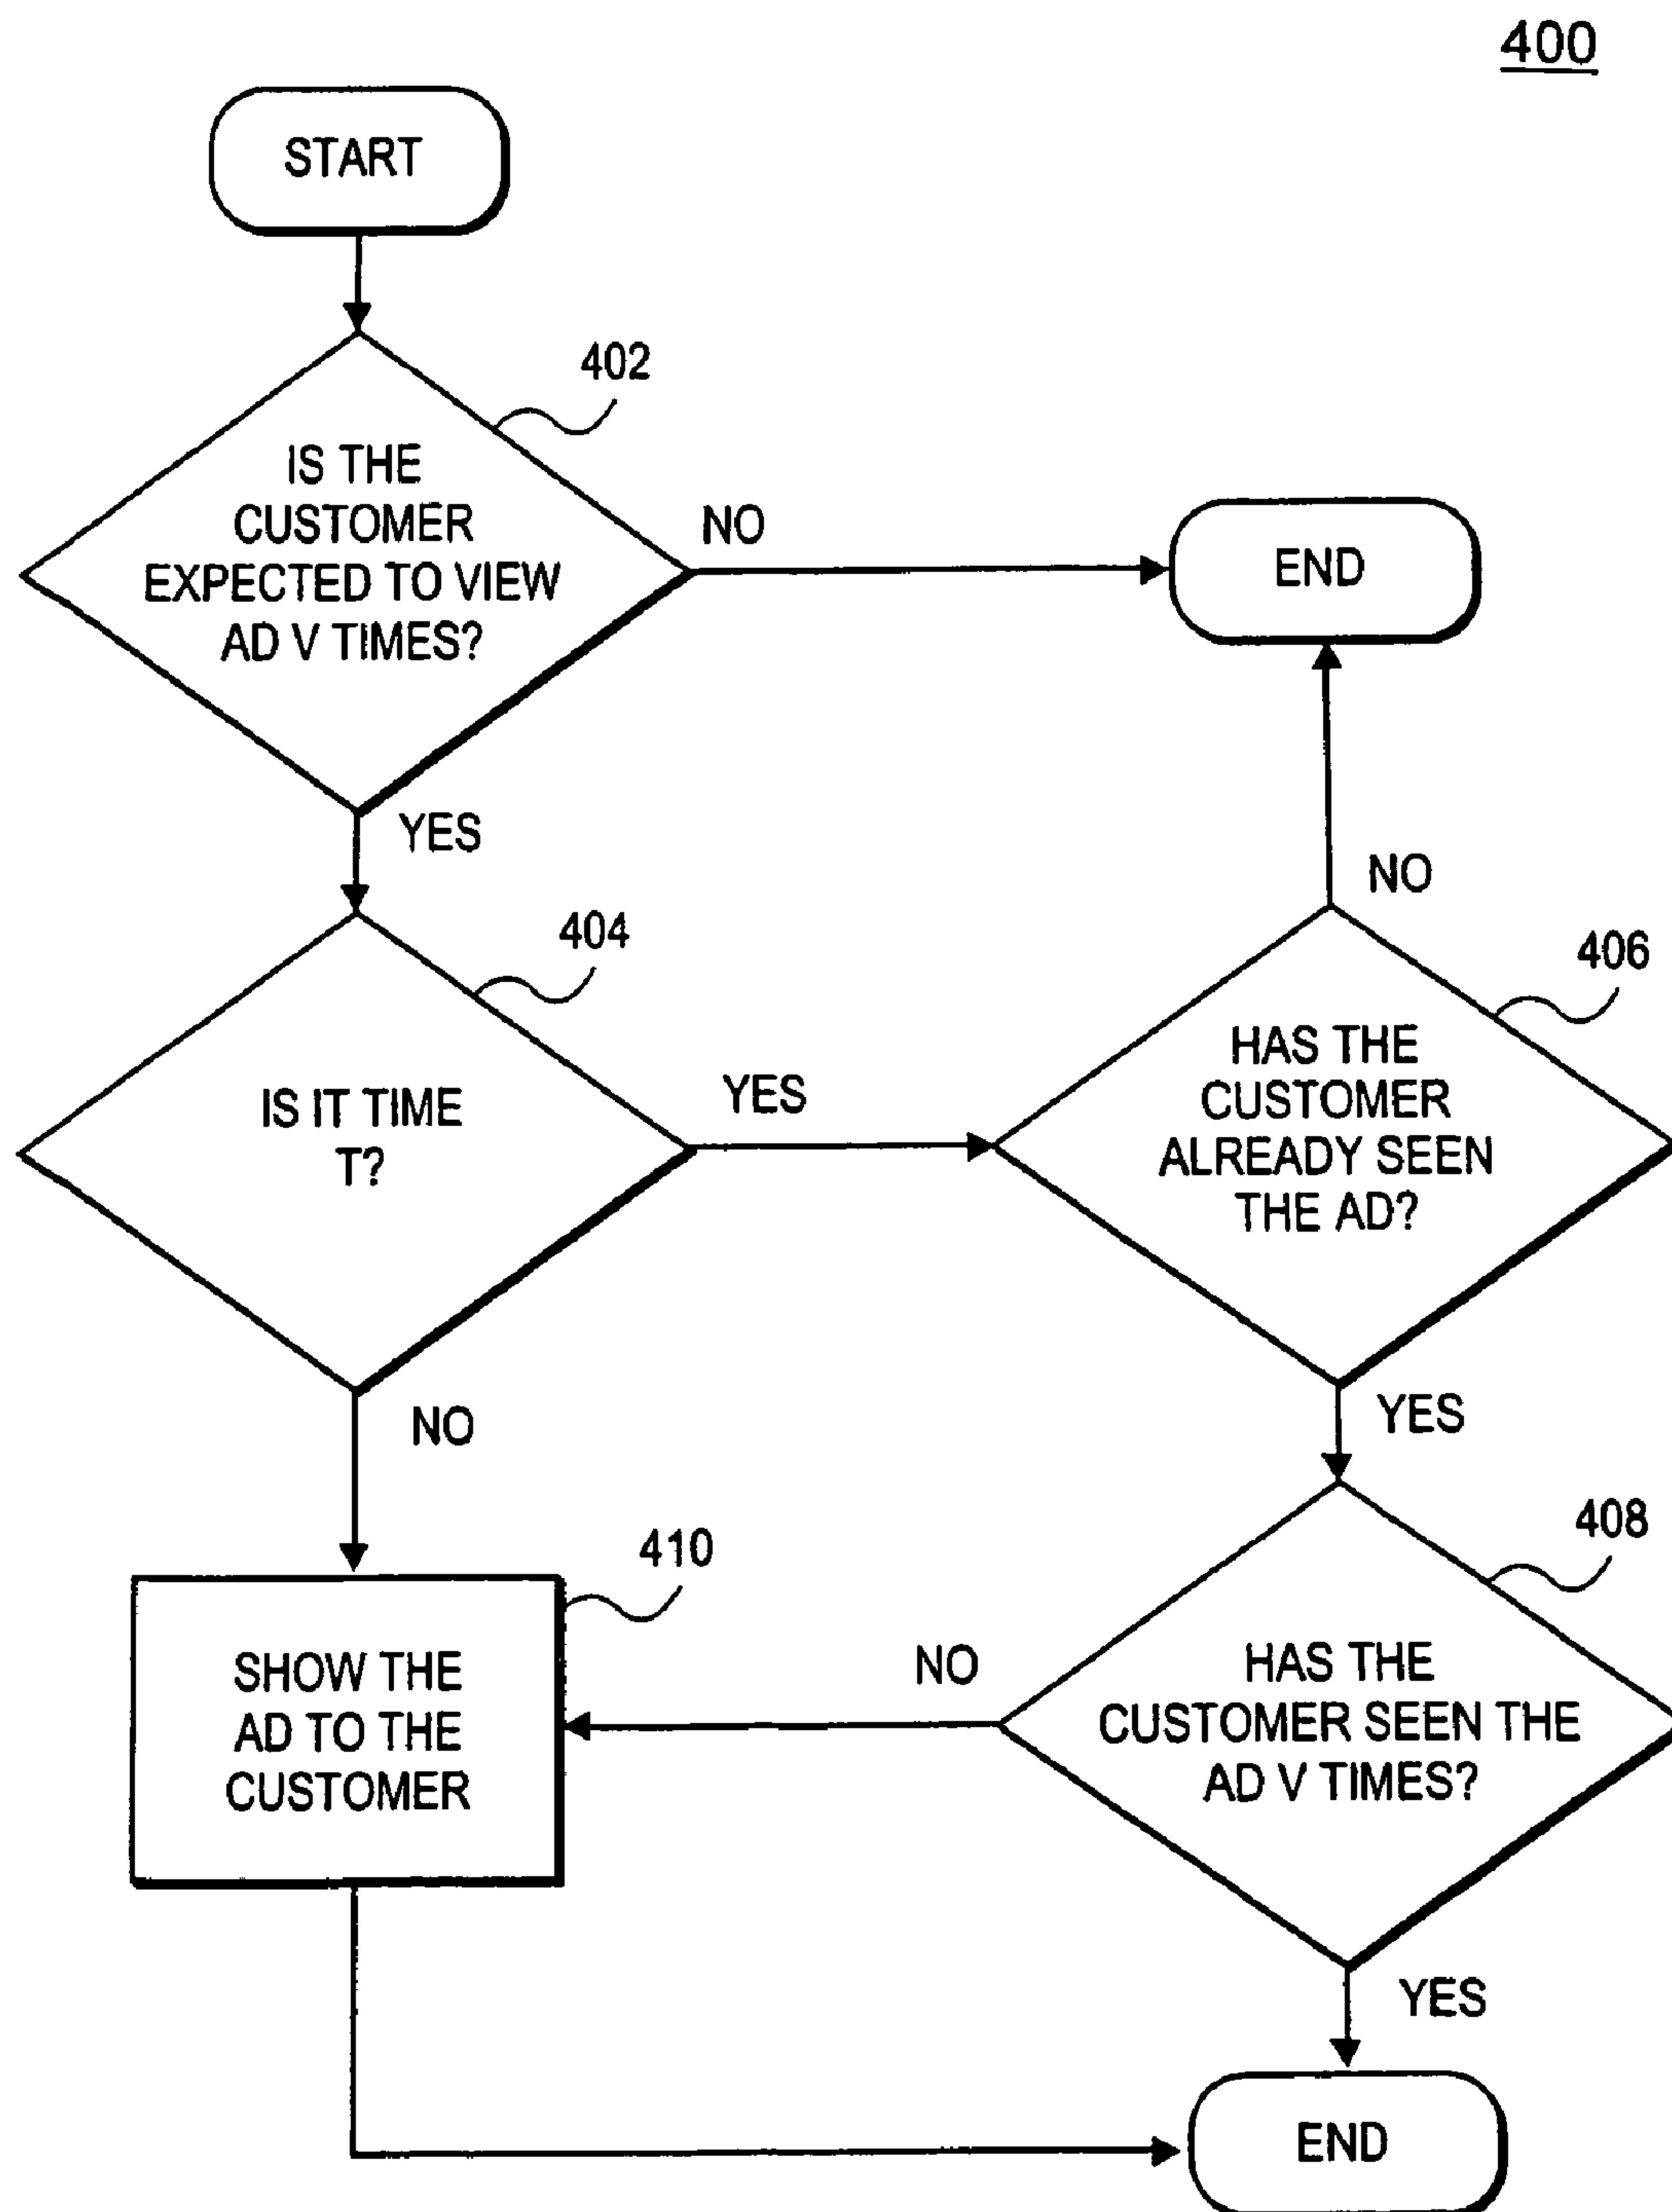 400
START
402
IS THE
CUSTOMER
EXPECTED TO VIEW
AD V TIMES?
NO
END
YES
404
IS IT TIME
T?
YES
NO
406
HAS THE
CUSTOMER
ALREADY SEEN
THE AD?
NO
YES
410
SHOW THE
AD TO THE
CUSTOMER
NO
408
HAS THE
CUSTOMER SEEN THE
AD V TIMES?
YES
END